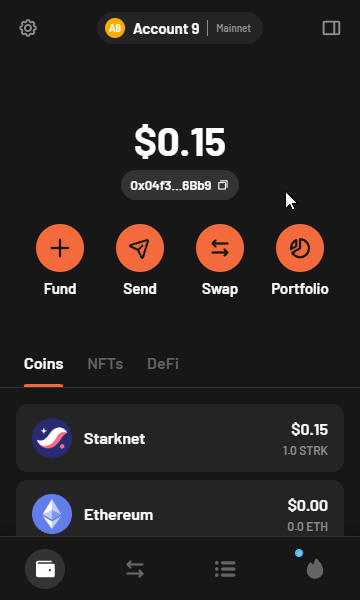 A9 Account 9 | Mainnet
$0.15
0x04f3...6Bb9
Fund Send Swap Portfolio
Coins NFTs DeFi
Starknet $0.15
1.0 STRK
Ethereum $0.00
0.0 ETH